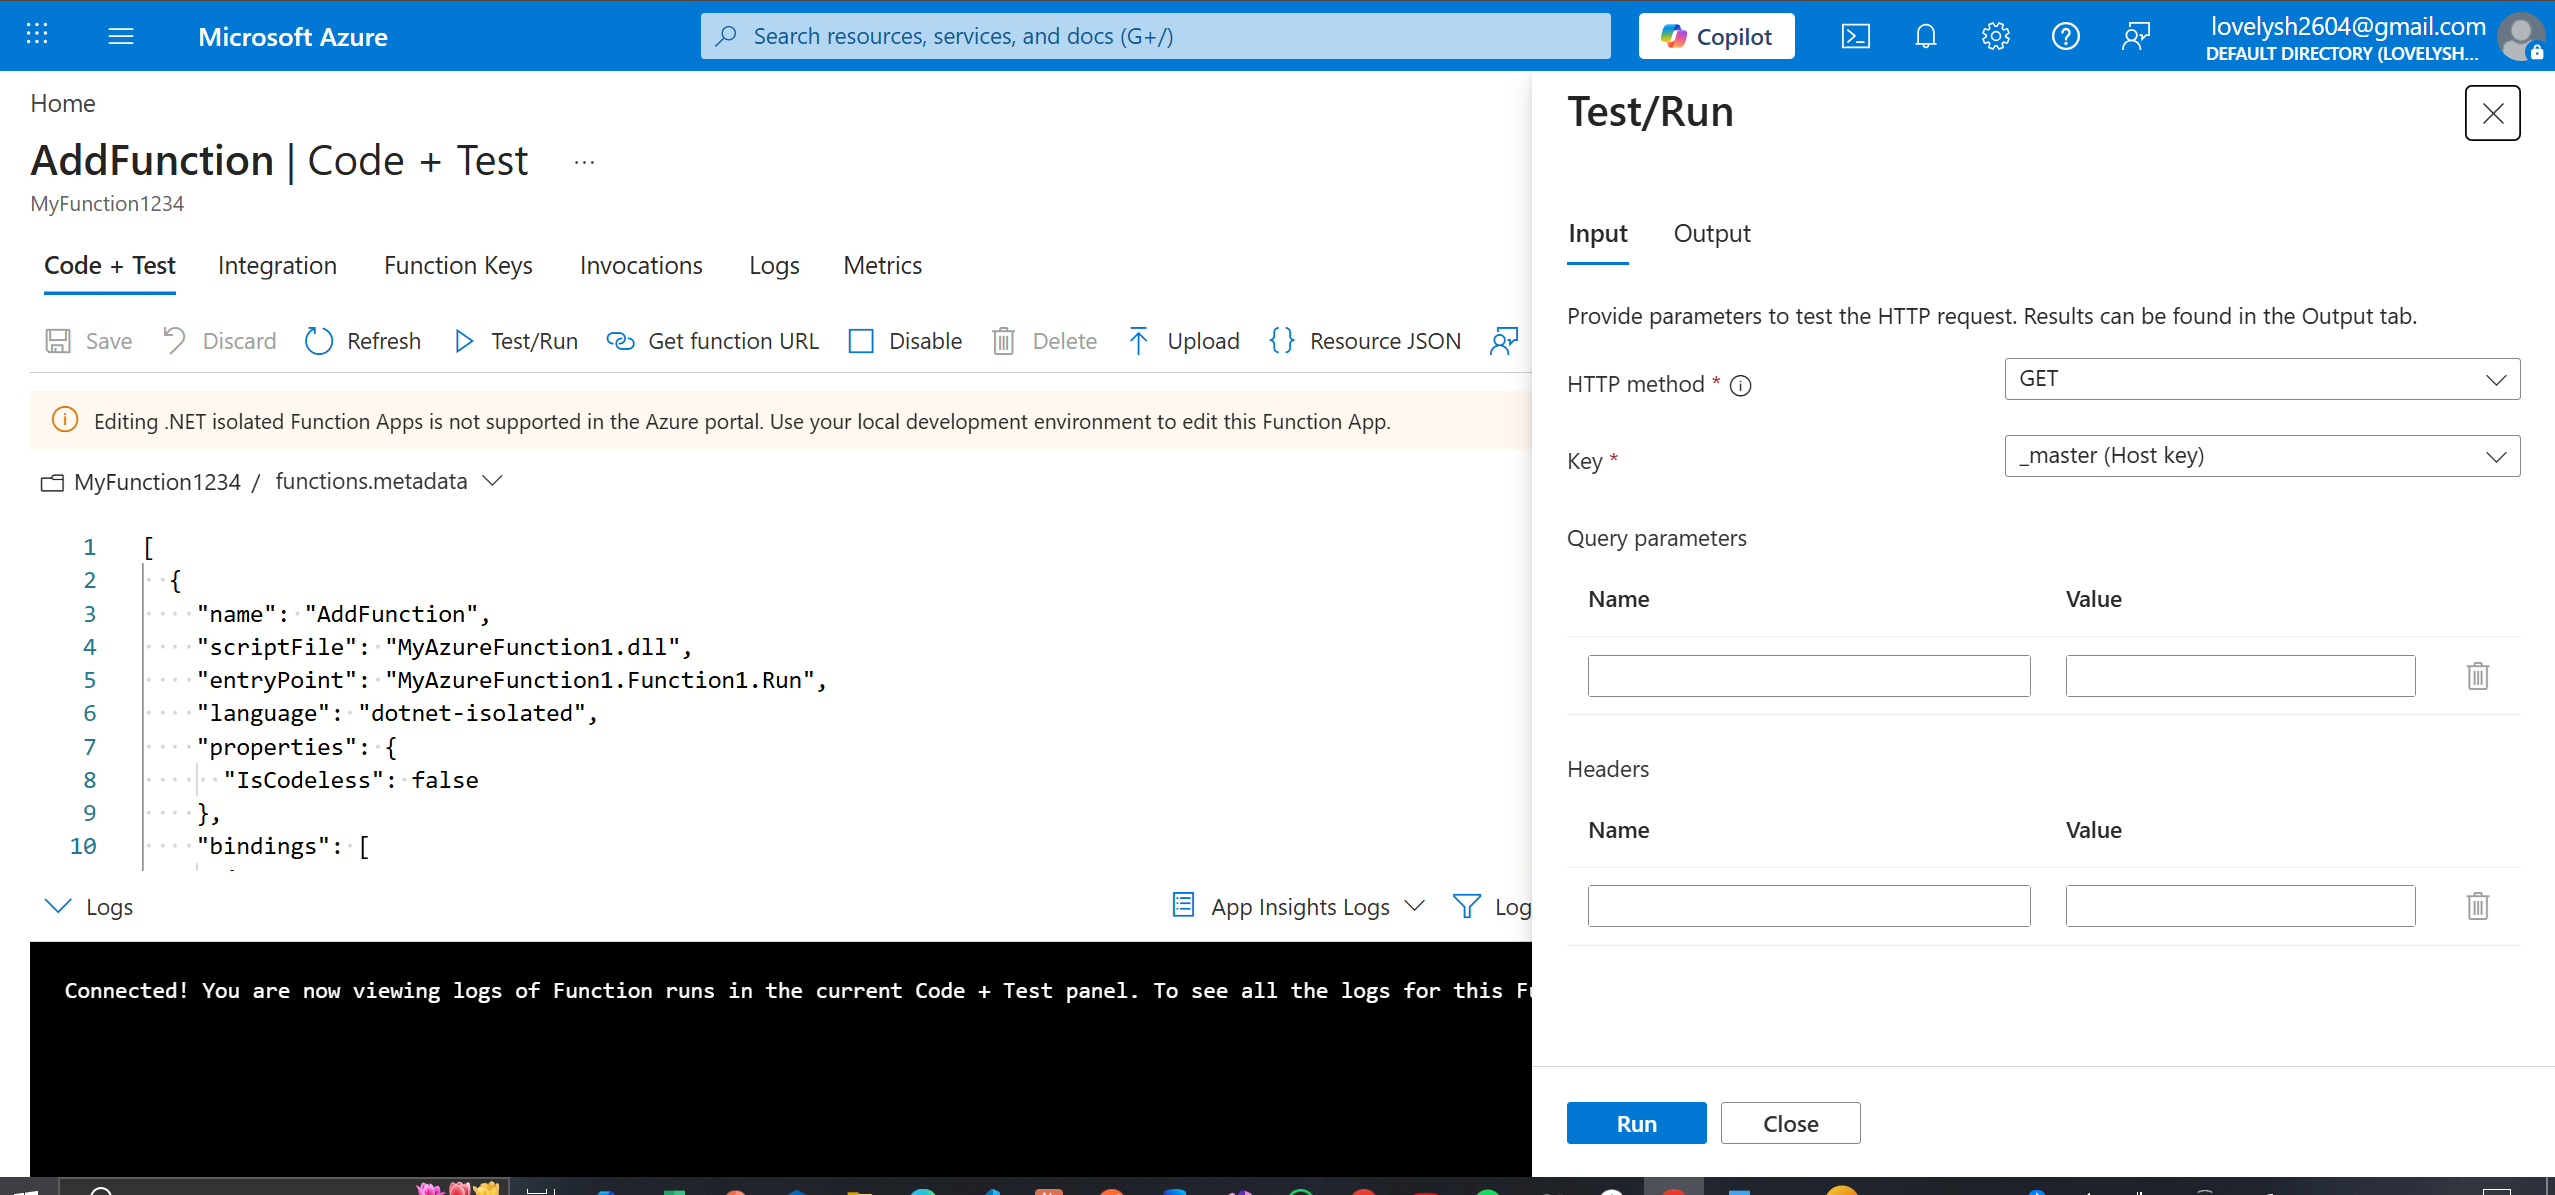 Microsoft Azure
Search resources, services, and docs (G+/)
Copilot
lovelysh2604@gmail.com
DEFAULT DIRECTORY (LOVELYSH...
Home
AddFunction | Code + Test ...
MyFunction1234
Code + Test Integration Function Keys Invocations Logs Metrics
Save Discard Refresh Test/Run Get function URL Disable Delete Upload Resource JSON
Editing .NET isolated Function Apps is not supported in the Azure portal. Use your local development environment to edit this Function App.
MyFunction1234 / functions.metadata
1 [
2 {
3 "name": "AddFunction",
4 "scriptFile": "MyAzureFunction1.dll",
5 "entryPoint": "MyAzureFunction1.Function1.Run",
6 "language": "dotnet-isolated",
7 "properties": {
8 "IsCodeless": false
9 },
10 "bindings": [
Logs App Insights Logs Log
Connected! You are now viewing logs of Function runs in the current Code + Test panel. To see all the logs for this
Test/Run
Input Output
Provide parameters to test the HTTP request. Results can be found in the Output tab.
HTTP method * GET
Key * _master (Host key)
Query parameters
Name Value
Headers
Name Value
Run Close